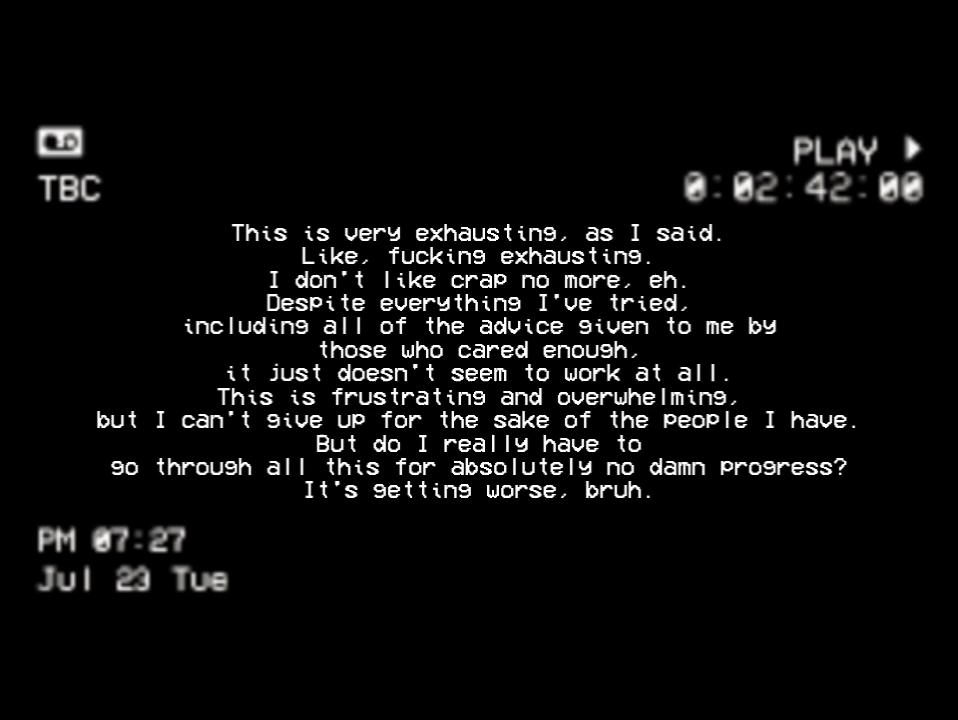 PLAY
TBC
0:02:42:00
This is very exhausting, as I said.
Like, fucking exhausting.
I don't like crap no more, eh.
Despite everything I've tried,
including all of the advice given to me by
those who cared enough,
it just doesn't seem to work at all.
This is frustrating and overwhelming,
but I can't give up for the sake of the people I have.
But do I really have to
go through all this for absolutely no damn progress?
It's getting worse, bruh.
PM 07:27
Jul 23 Tue